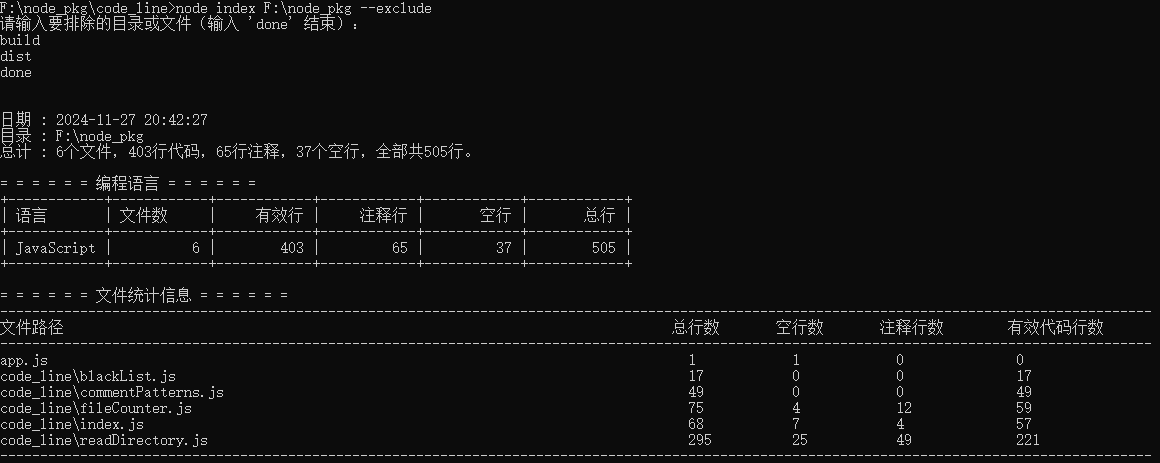 F:\node_pkg\code_line>node index F:\node_pkg --exclude
请输入要排除的目录或文件（输入 'done' 结束）：
build
dist
done
日期 : 2024-11-27 20:42:27
目录 : F:\node_pkg
总计 : 6个文件，403行代码，65行注释，37个空行，全部共505行。
= = = = = = 编程语言 = = = = = =
+------------+------------+------------+------------+------------+------------+
| 语言 | 文件数 | 有效行 | 注释行 | 空行 | 总行 |
+------------+------------+------------+------------+------------+------------+
| JavaScript | 6 | 403 | 65 | 37 | 505 |
+------------+------------+------------+------------+------------+------------+
= = = = = = 文件统计信息 = = = = = =
------------------------------------------------------------------------------------------------------------------------------------------------
文件路径 总行数 空行数 注释行数 有效代码行数
------------------------------------------------------------------------------------------------------------------------------------------------
app.js 1 1 0 0
code_line\blackList.js 17 0 0 17
code_line\commentPatterns.js 49 0 0 49
code_line\fileCounter.js 75 4 12 59
code_line\index.js 68 7 4 57
code_line\readDirectory.js 295 25 49 221
------------------------------------------------------------------------------------------------------------------------------------------------